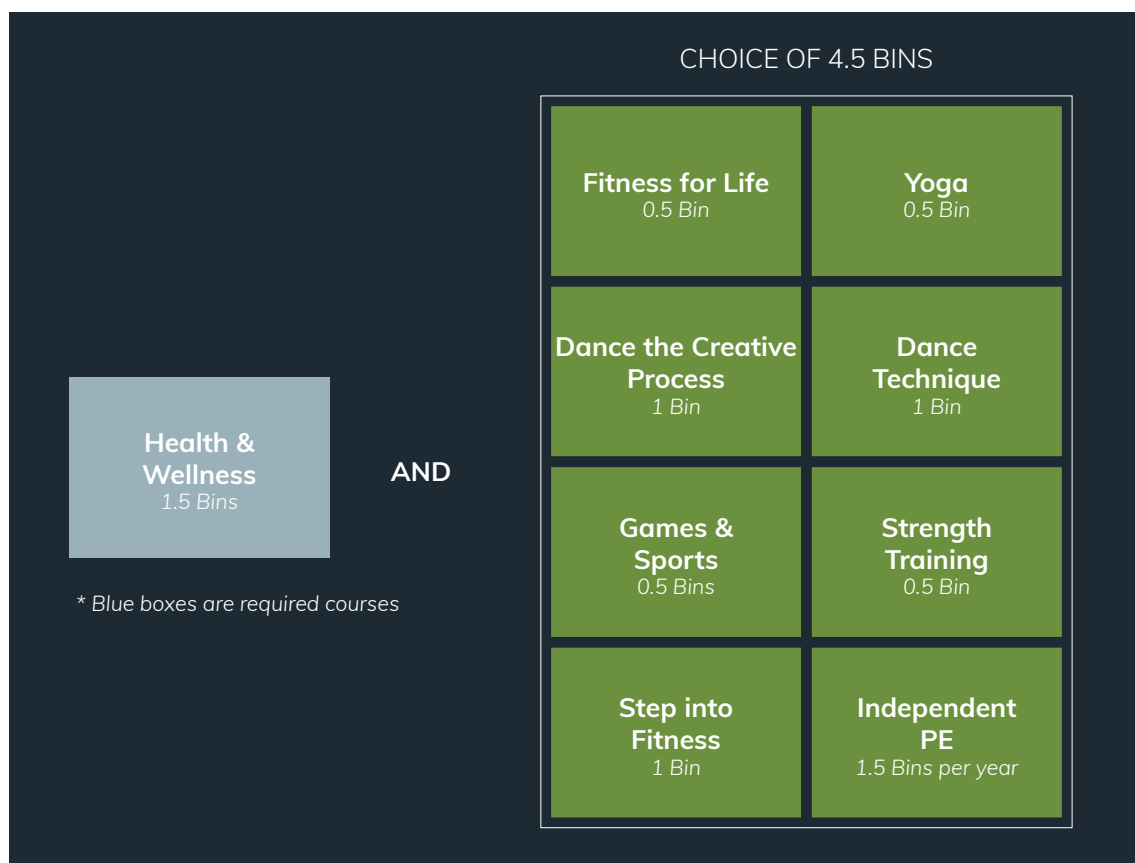 CHOICE OF 4.5 BINS
Fitness for Life
0.5 Bin
Yoga
0.5 Bin
Dance the Creative
Process
1 Bin
Dance
Technique
1 Bin
Health &
Wellness
1.5 Bins
AND
Games &
Sports
0.5 Bins
Strength
Training
0.5 Bin
* Blue boxes are required courses
Step into
Fitness
1 Bin
Independent
PE
1.5 Bins per year